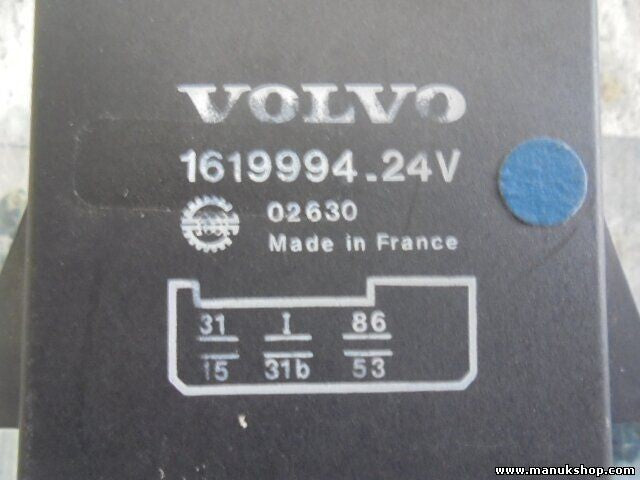 VOLVO
1619994.24V
02630
Made in France
31 I 86
15 31b 53
www.manukshop.com